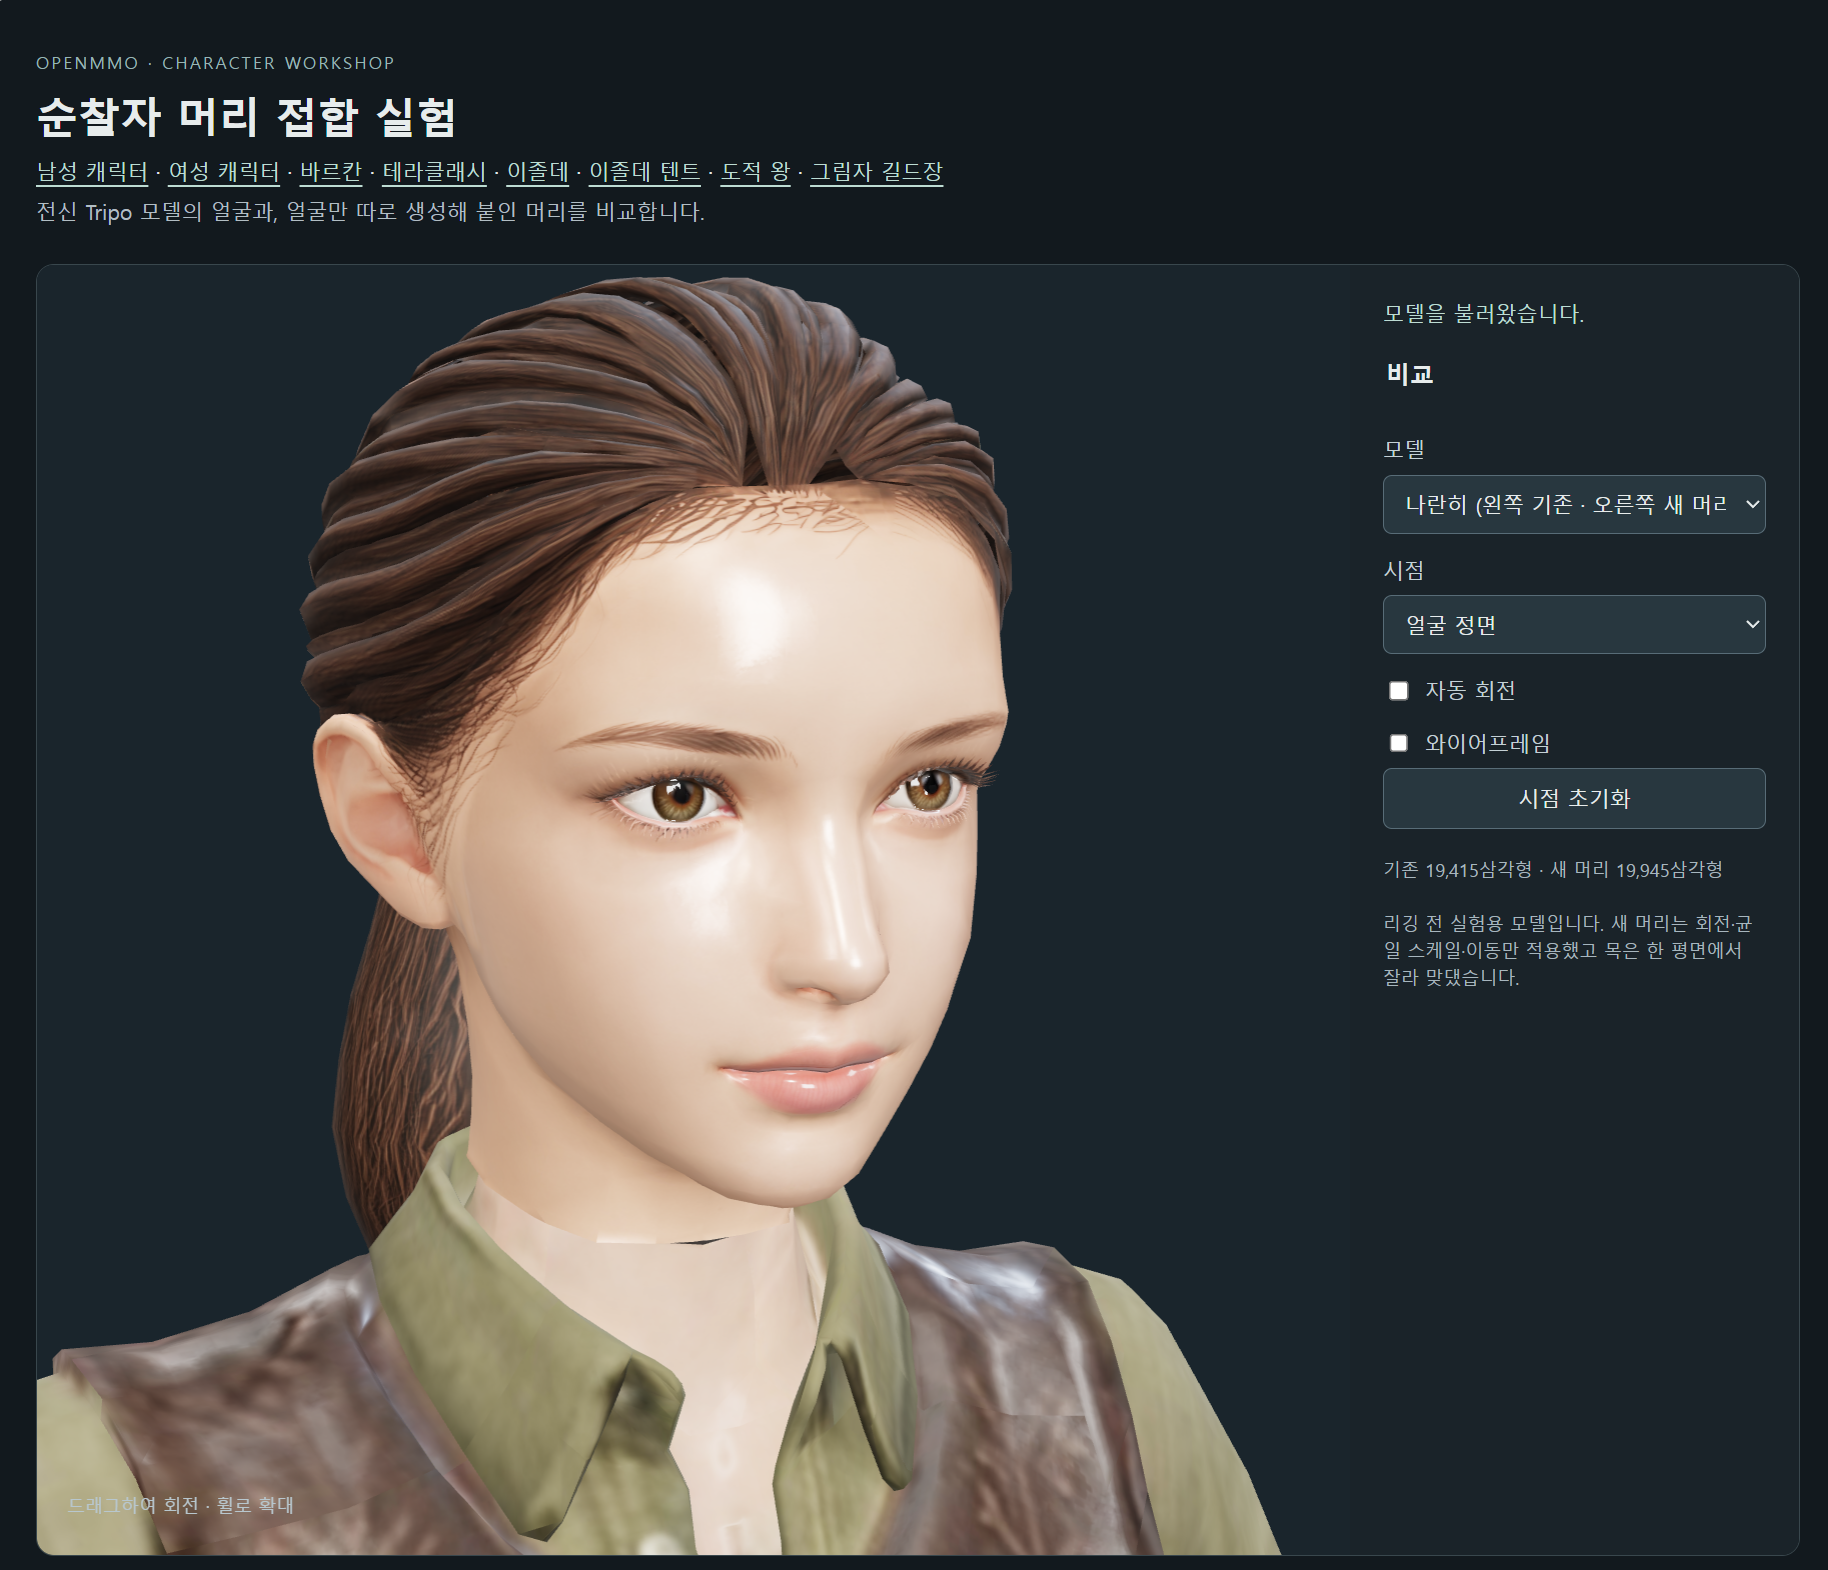 OPENMMO · CHARACTER WORKSHOP
순찰자 머리 접합 실험
남성 캐릭터 · 여성 캐릭터 · 바르칸 · 테라클래시 · 이졸데 · 이졸데 텐트 · 도적 왕 · 그림자 길드장
전신 Tripo 모델의 얼굴과, 얼굴만 따로 생성해 붙인 머리를 비교합니다.
모델을 불러왔습니다.
비교
모델
나란히 (왼쪽 기존 · 오른쪽 새 머리
시점
얼굴 정면
자동 회전
와이어프레임
시점 초기화
기존 19,415삼각형 · 새 머리 19,945삼각형
리깅 전 실험용 모델입니다. 새 머리는 회전·균
일 스케일·이동만 적용했고 목은 한 평면에서
잘라 맞댔습니다.
드래그하여 회전 · 휠로 확대